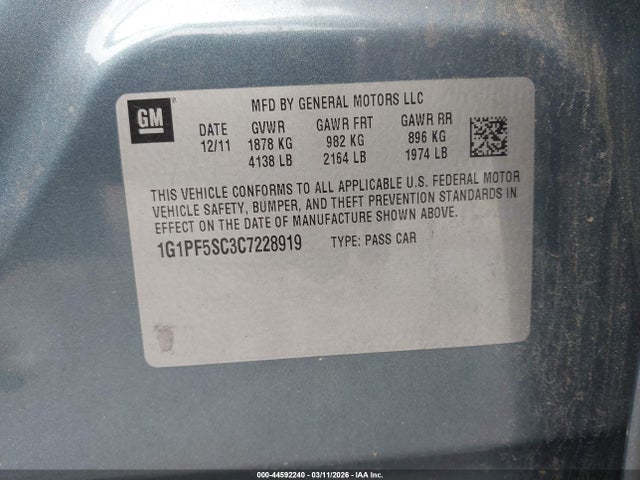 GM
MFD BY GENERAL MOTORS LLC
DATE GVWR GAWR FRT GAWR RR
12/11 1878 KG 982 KG 896 KG
4138 LB 2164 LB 1974 LB
THIS VEHICLE CONFORMS TO ALL APPLICABLE U.S. FEDERAL MOTOR
VEHICLE SAFETY, BUMPER, AND THEFT PREVENTION STANDARDS IN
EFFECT ON THE DATE OF MANUFACTURE SHOWN ABOVE.
1G1PF5SC3C7228919 TYPE: PASS CAR
000-44592240 - 03/11/2026 - IAA Inc.